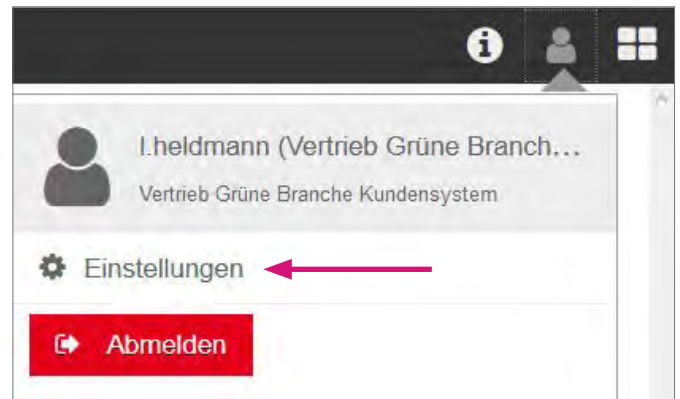 l.heldmann (Vertrieb Grüne Branch...
Vertrieb Grüne Branche Kundensystem
Einstellungen
Abmelden